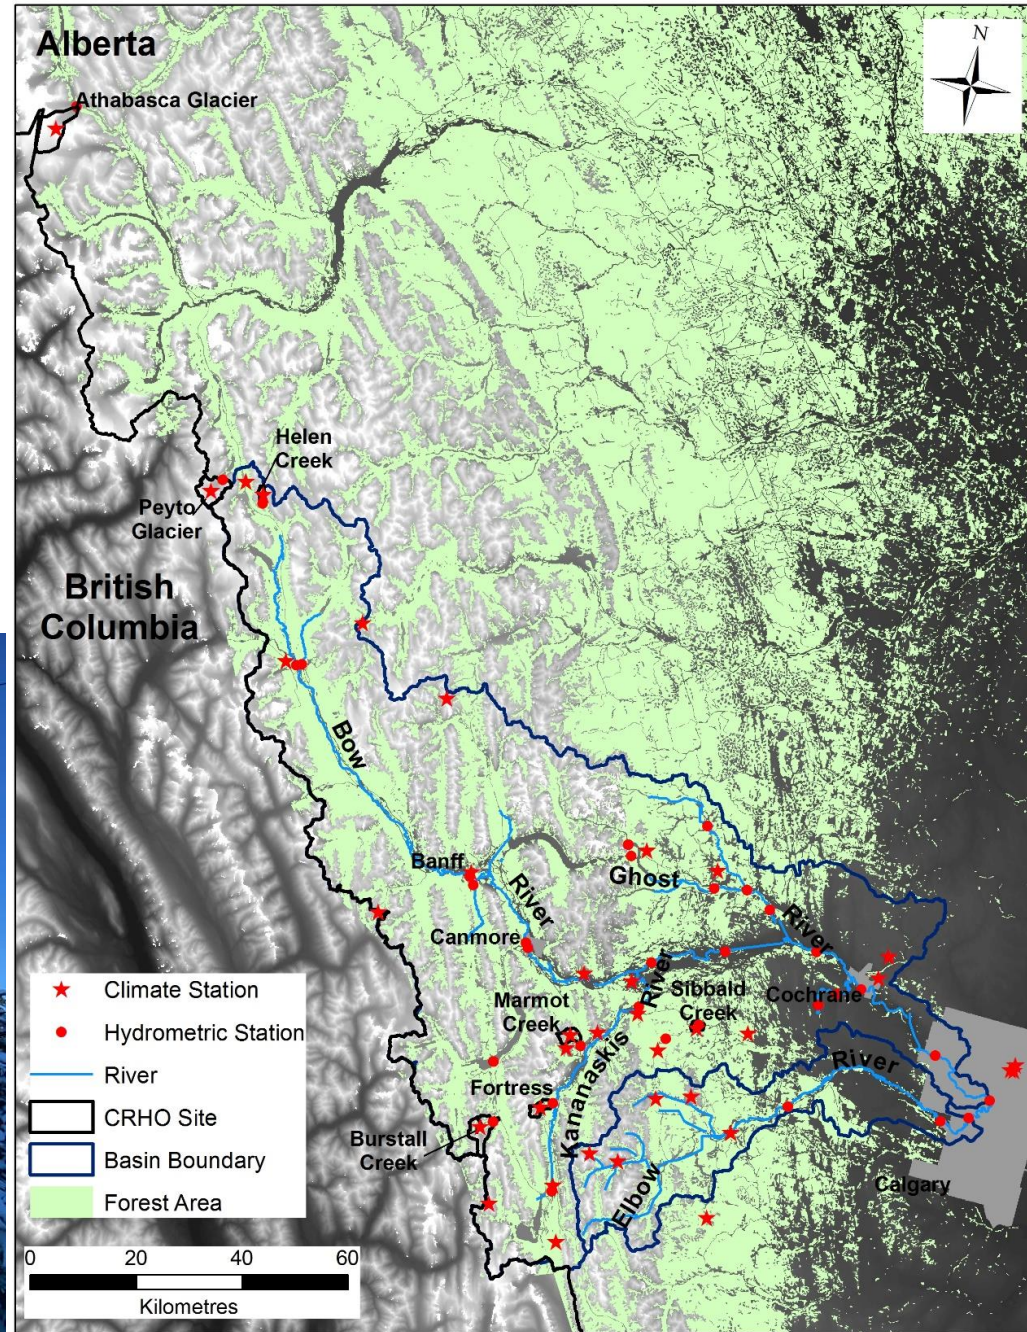 Alberta
N
Athabasca Glacier
Helen
Creek
Peyto
Glacier
British
Columbia
Bow
River
Banff
Ghost
River
Canmore
Cochrane
Marmot
Creek
Kananaskis
River
Sibbald
Creek
Fortress
Burstall
Creek
Elbow
River
Calgary
Climate Station
Hydrometric Station
River
CRHO Site
Basin Boundary
Forest Area
0 20 40 60
Kilometres